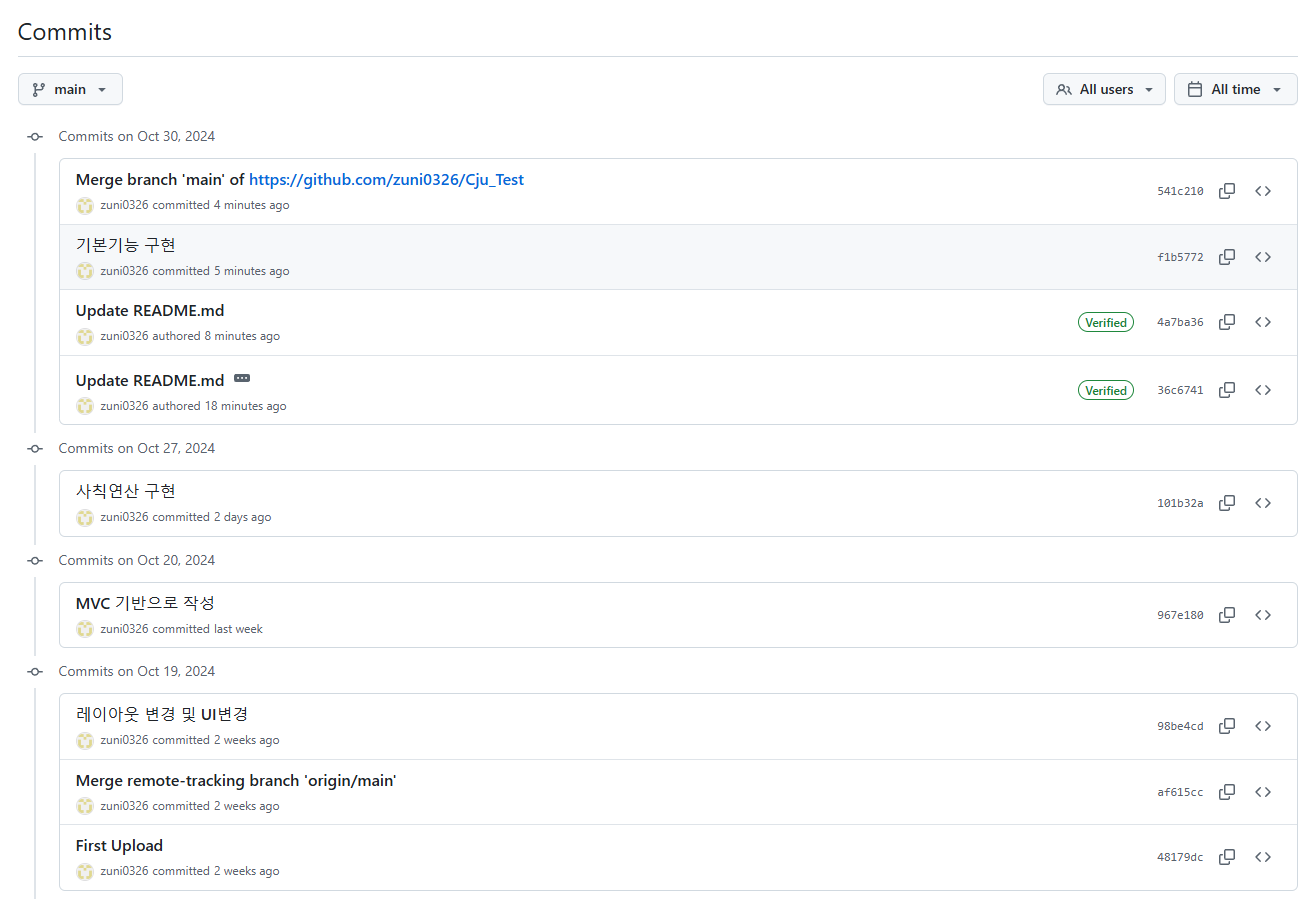 Commits
main
All users
All time
Commits on Oct 30, 2024
Merge branch 'main' of https://github.com/zuni0326/Cju_Test
zuni0326 committed 4 minutes ago
541c210
기본기능 구현
zuni0326 committed 5 minutes ago
f1b5772
Update README.md
zuni0326 authored 8 minutes ago
Verified
4a7ba36
Update README.md
zuni0326 authored 18 minutes ago
Verified
36c6741
Commits on Oct 27, 2024
사칙연산 구현
zuni0326 committed 2 days ago
101b32a
Commits on Oct 20, 2024
MVC 기반으로 작성
zuni0326 committed last week
967e180
Commits on Oct 19, 2024
레이아웃 변경 및 UI변경
zuni0326 committed 2 weeks ago
98be4cd
Merge remote-tracking branch 'origin/main'
zuni0326 committed 2 weeks ago
af615cc
First Upload
zuni0326 committed 2 weeks ago
48179dc